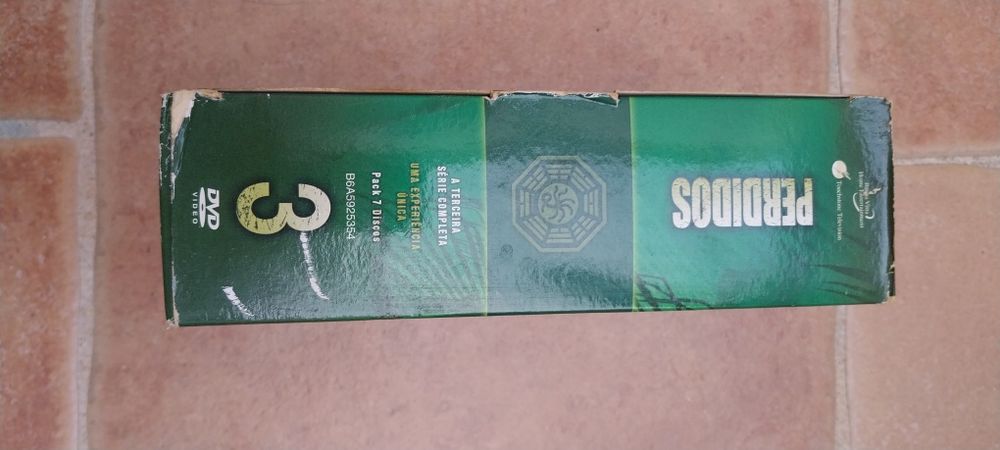 Touchstone Television
PERDIDOS
A TERCEIRA
SÉRIE COMPLETA
UMA EXPERIÊNCIA
ÚNICA
Pack 7 Discos
B6A5925354
3
DVD
VIDEO